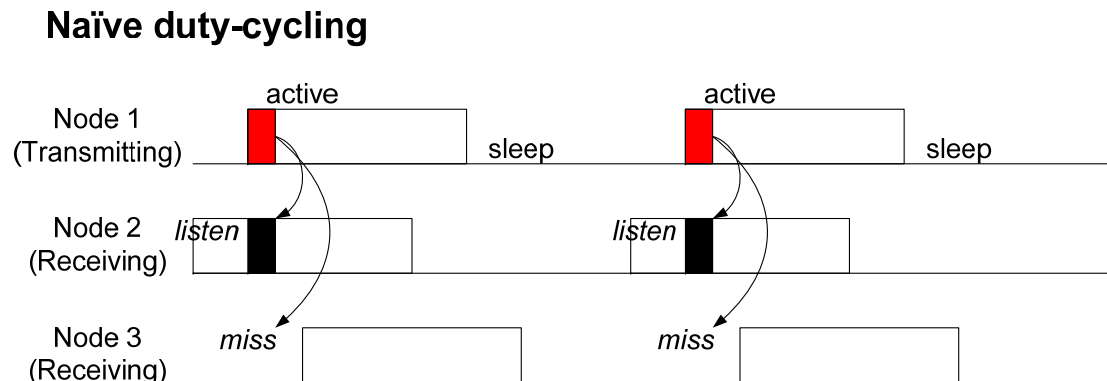 Naïve duty-cycling
active
active
Node 1
(Transmitting)
sleep
sleep
Node 2
(Receiving)
listen
listen
Node 3
(Receiving)
miss
miss